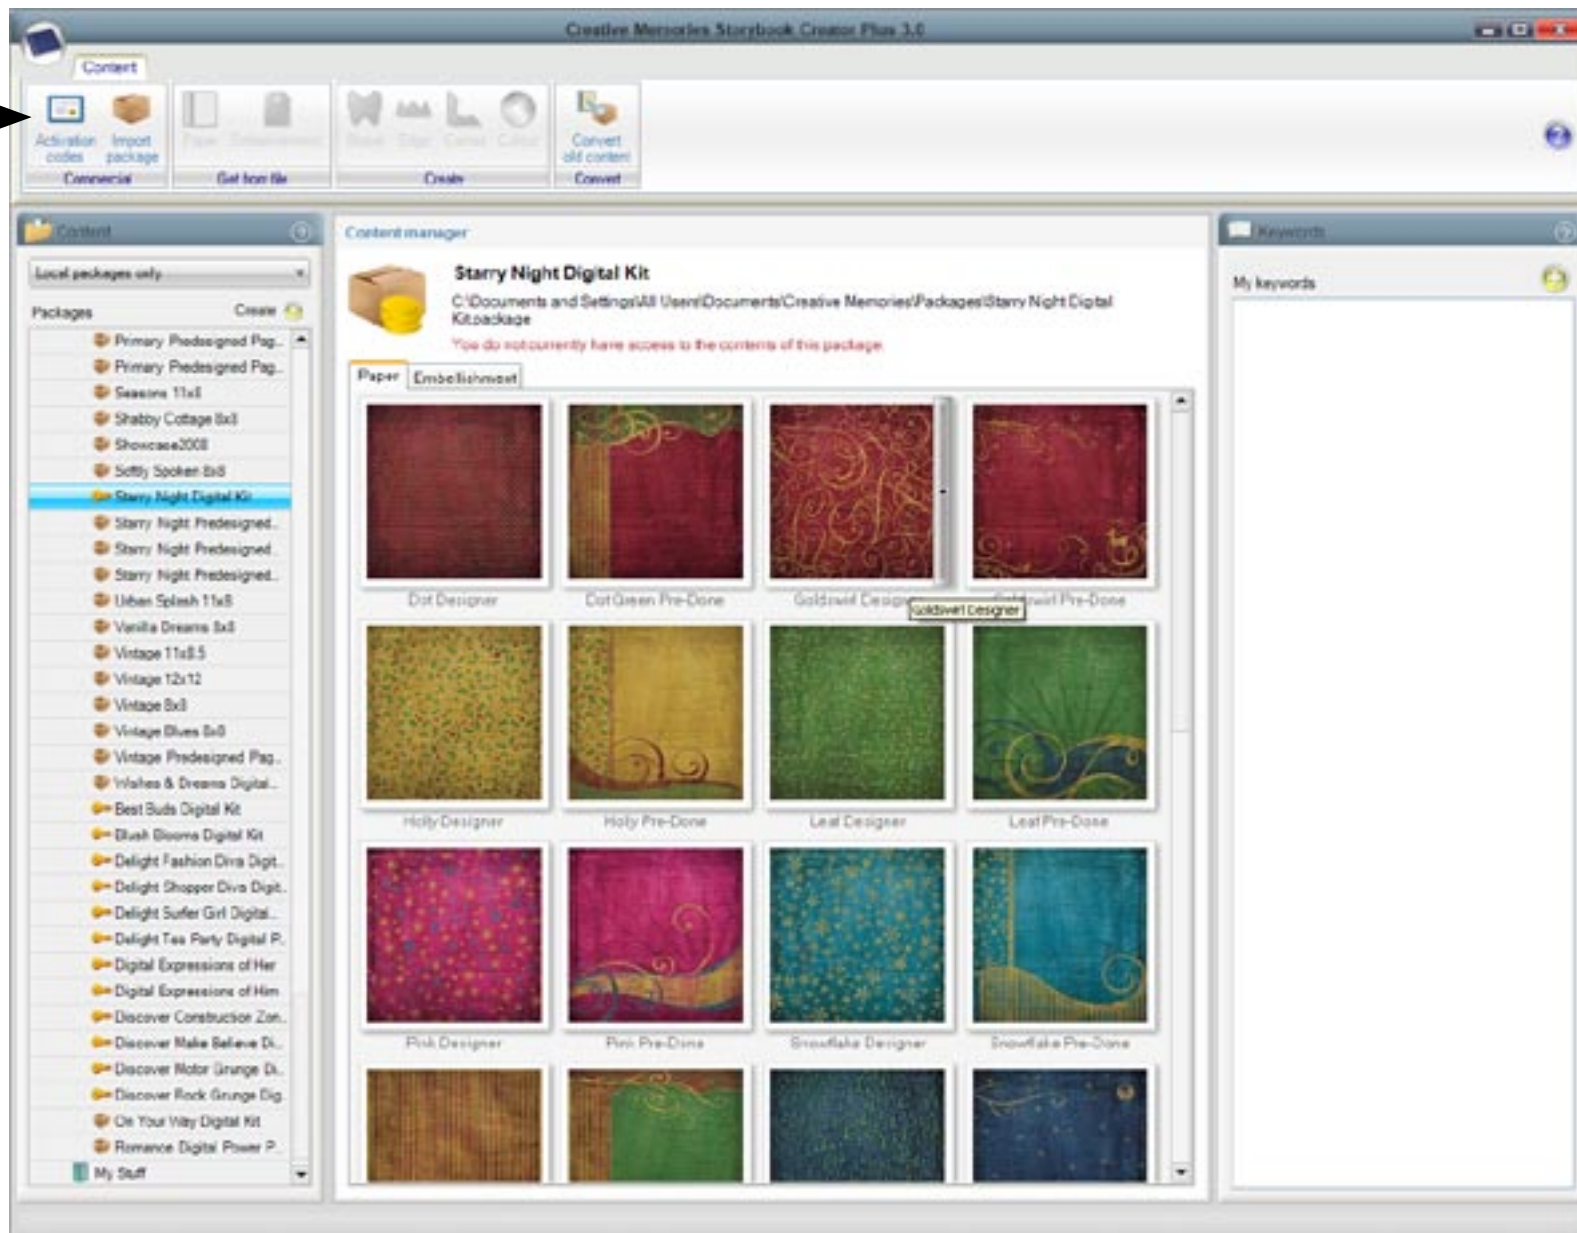 Creative Memories Storybook Creator Plus 3.0
Content
Activation codes
Import package
Paper
Embellishment
Edge
Corner
Convert old content
Commercial
Get from file
Create
Convert
Content
Local packages only
Packages
Create
Primary Predesigned Pag..
Primary Predesigned Pag..
Seasons 11x8
Shabby Cottage 8x8
Showcase2008
Softly Spoken 8x8
Starry Night Digital Kit
Starry Night Predesigned..
Starry Night Predesigned..
Starry Night Predesigned..
Urban Splash 11x8
Vanilla Dreams 8x8
Vintage 11x8.5
Vintage 12x12
Vintage 8x8
Vintage Blues 8x8
Vintage Predesigned Pag..
Wishes & Dreams Digital..
Best Buds Digital Kit
Blush Blooms Digital Kit
Delight Fashion Diva Digit..
Delight Shopper Diva Digit..
Delight Surfer Girl Digital..
Delight Tea Party Digital P..
Digital Expressions of Her
Digital Expressions of Him
Discover Construction Zon..
Discover Make Believe Di..
Discover Motor Grunge Di..
Discover Rock Grunge Dig..
On Your Way Digital Kit
Romance Digital Power P..
My Stuff
Content manager
Starry Night Digital Kit
C:\Documents and Settings\All Users\Documents\Creative Memories\Packages\Starry Night Digital
Kit.package
You do not currently have access to the contents of this package.
Paper
Embellishment
Dot Designer
Dot Green Pre-Done
Goldswirl Designer
Goldswirl Pre-Done
Goldswirl Designer
Holly Designer
Holly Pre-Done
Leaf Designer
Leaf Pre-Done
Pink Designer
Pink Pre-Done
Snowflake Designer
Snowflake Pre-Done
Keywords
My keywords